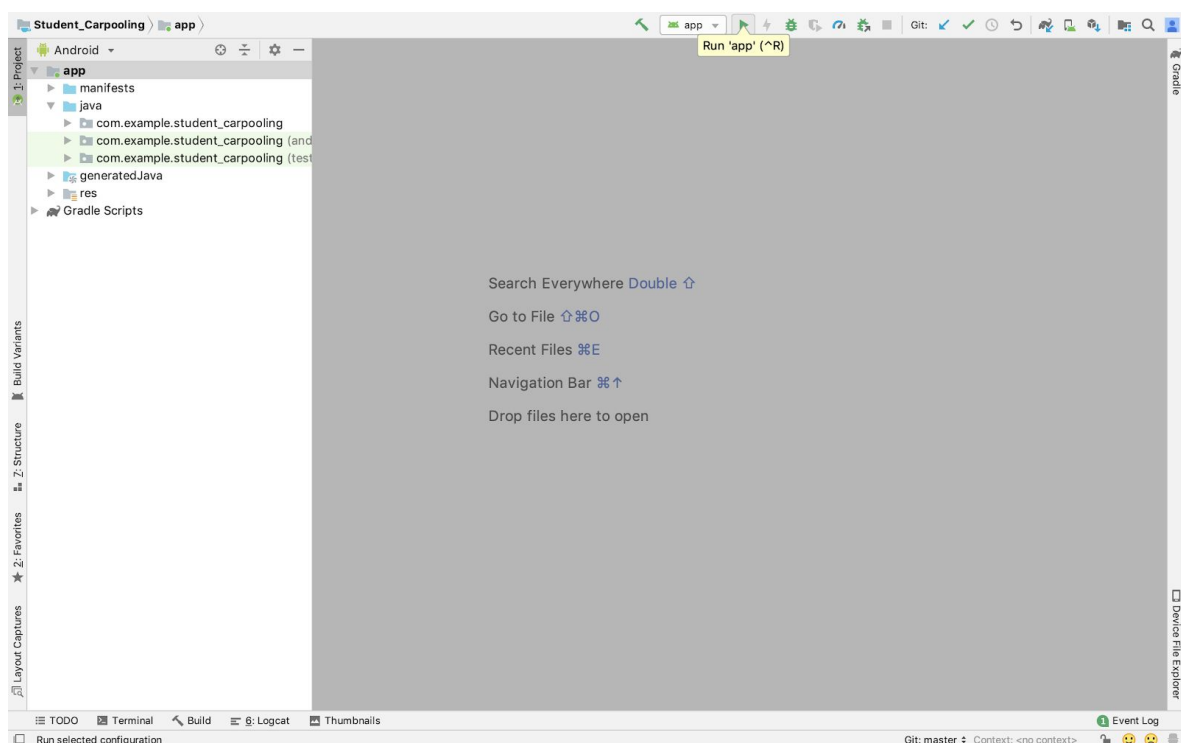 Student_Carpooling app
app
Git:
Run 'app' (^R)
1: Project
Android
app
manifests
java
com.example.student_carpooling
com.example.student_carpooling (and
com.example.student_carpooling (test
generatedJava
res
Gradle Scripts
Gradle
Search Everywhere Double ⇧
Go to File ⇧⌘O
Recent Files ⌘E
Navigation Bar ⌘↑
Drop files here to open
Build Variants
Z: Structure
2: Favorites
Layout Captures
Device File Explorer
TODO Terminal Build 6: Logcat Thumbnails 1 Event Log
Run selected configuration Git: master Context: <no context>